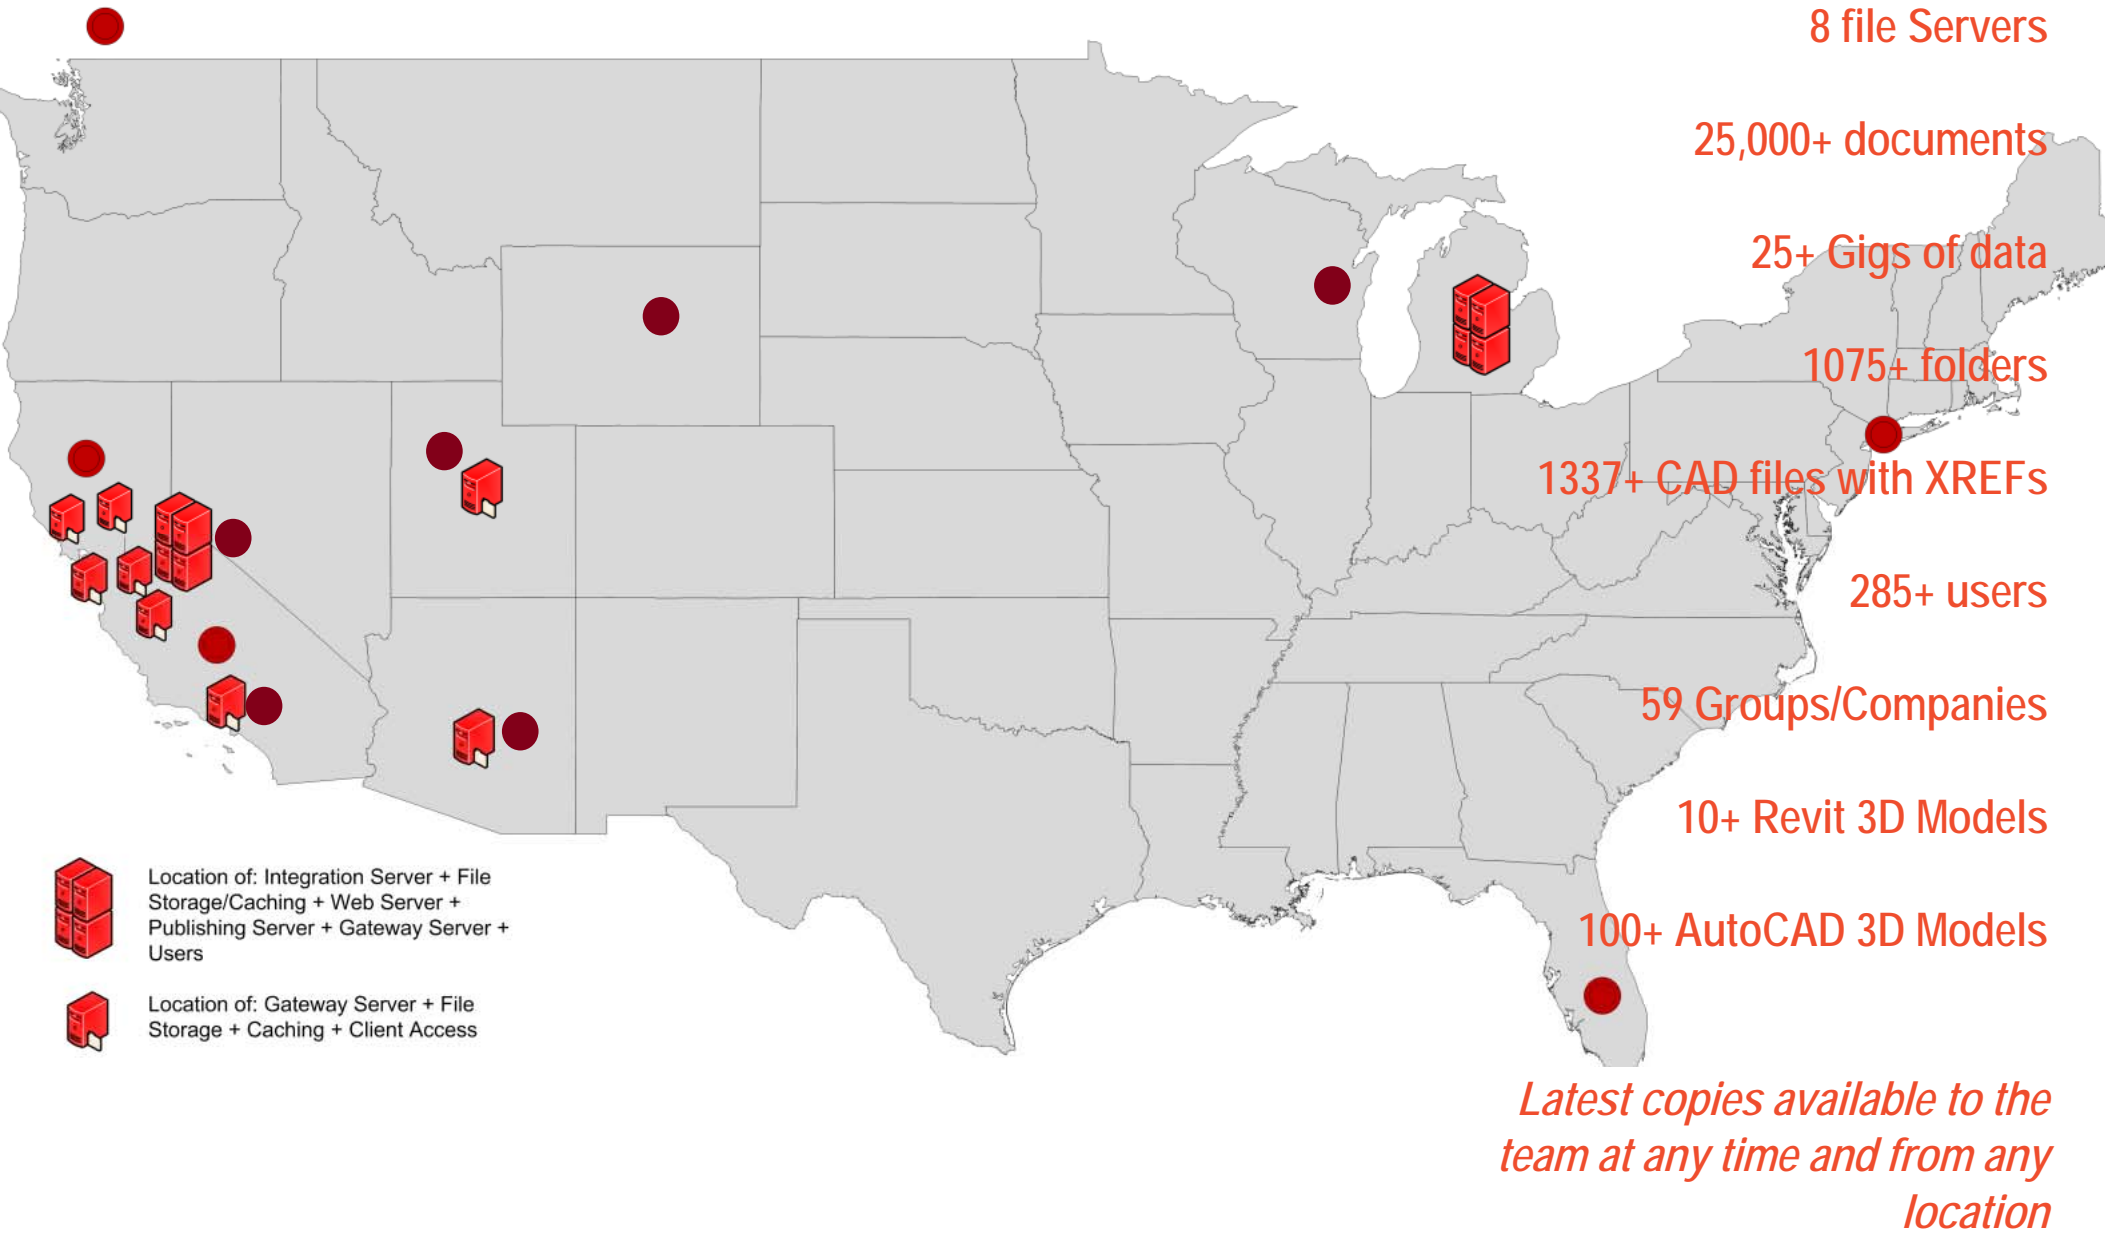 8 file Servers
25,000+ documents
25+ Gigs of data
1075+ folders
1337+ CAD files with XREFs
285+ users
59 Groups/Companies
10+ Revit 3D Models
100+ AutoCAD 3D Models
Location of: Integration Server + File
Storage/Caching + Web Server +
Publishing Server + Gateway Server +
Users
Location of: Gateway Server + File
Storage + Caching + Client Access
Latest copies available to the
team at any time and from any
location